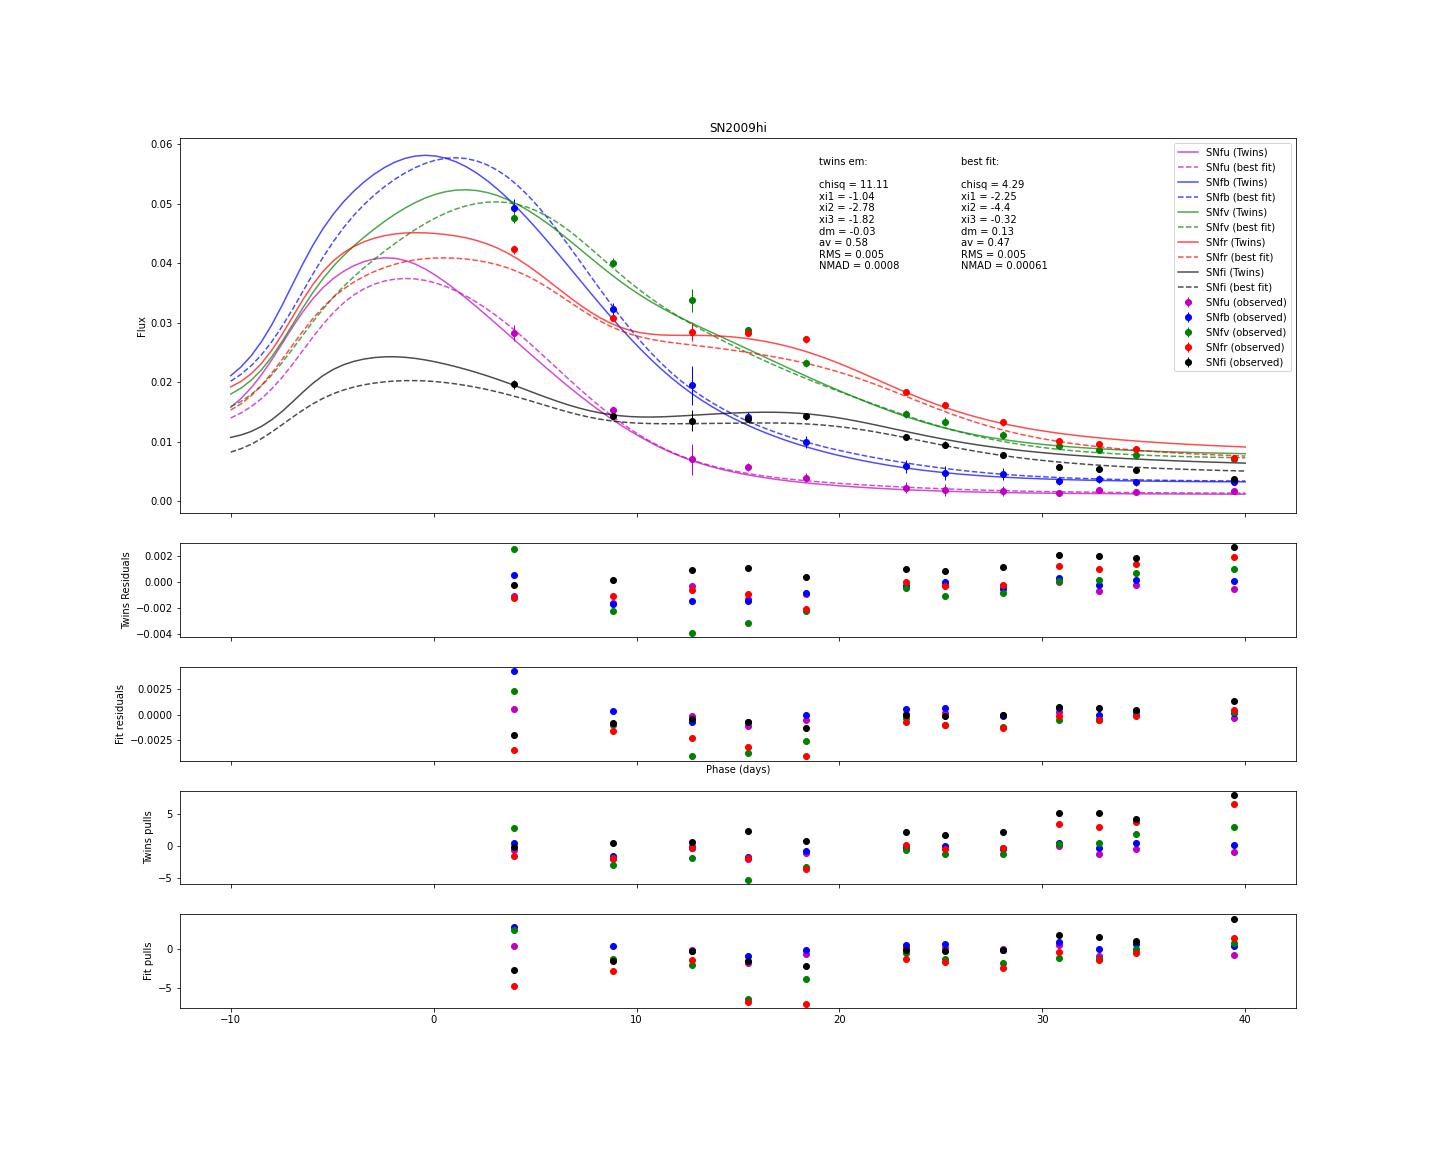 SN2009hi
0.06
0.05
0.04
0.03
0.02
0.01
0.00
Flux
twins em:
chisq = 11.11
xi1 = -1.04
xi2 = -2.78
xi3 = -1.82
dm = -0.03
av = 0.58
RMS = 0.005
NMAD = 0.0008
best fit:
chisq = 4.29
xi1 = -2.25
xi2 = -4.4
xi3 = -0.32
dm = 0.13
av = 0.47
RMS = 0.005
NMAD = 0.00061
SNfu (Twins)
SNfu (best fit)
SNfb (Twins)
SNfb (best fit)
SNfv (Twins)
SNfv (best fit)
SNfr (Twins)
SNfr (best fit)
SNfi (Twins)
SNfi (best fit)
SNfu (observed)
SNfb (observed)
SNfv (observed)
SNfr (observed)
SNfi (observed)
Twins Residuals
0.002
0.000
−0.002
−0.004
Fit residuals
0.0025
0.0000
−0.0025
Phase (days)
Twins pulls
5
0
−5
Fit pulls
0
−5
−10
0
10
20
30
40